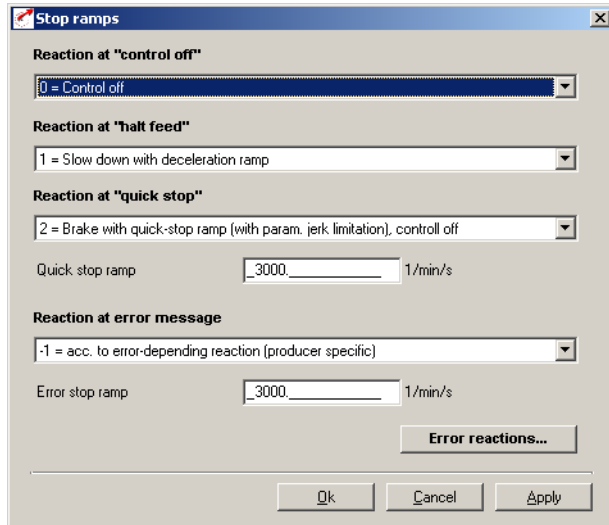 Stop ramps
Reaction at "control off"
0 = Control off
Reaction at "halt feed"
1 = Slow down with deceleration ramp
Reaction at "quick stop"
2 = Brake with quick-stop ramp (with param. jerk limitation), controll off
Quick stop ramp _3000.____________ 1/min/s
Reaction at error message
-1 = acc. to error-depending reaction (producer specific)
Error stop ramp _3000.____________ 1/min/s
Error reactions...
Ok Cancel Apply